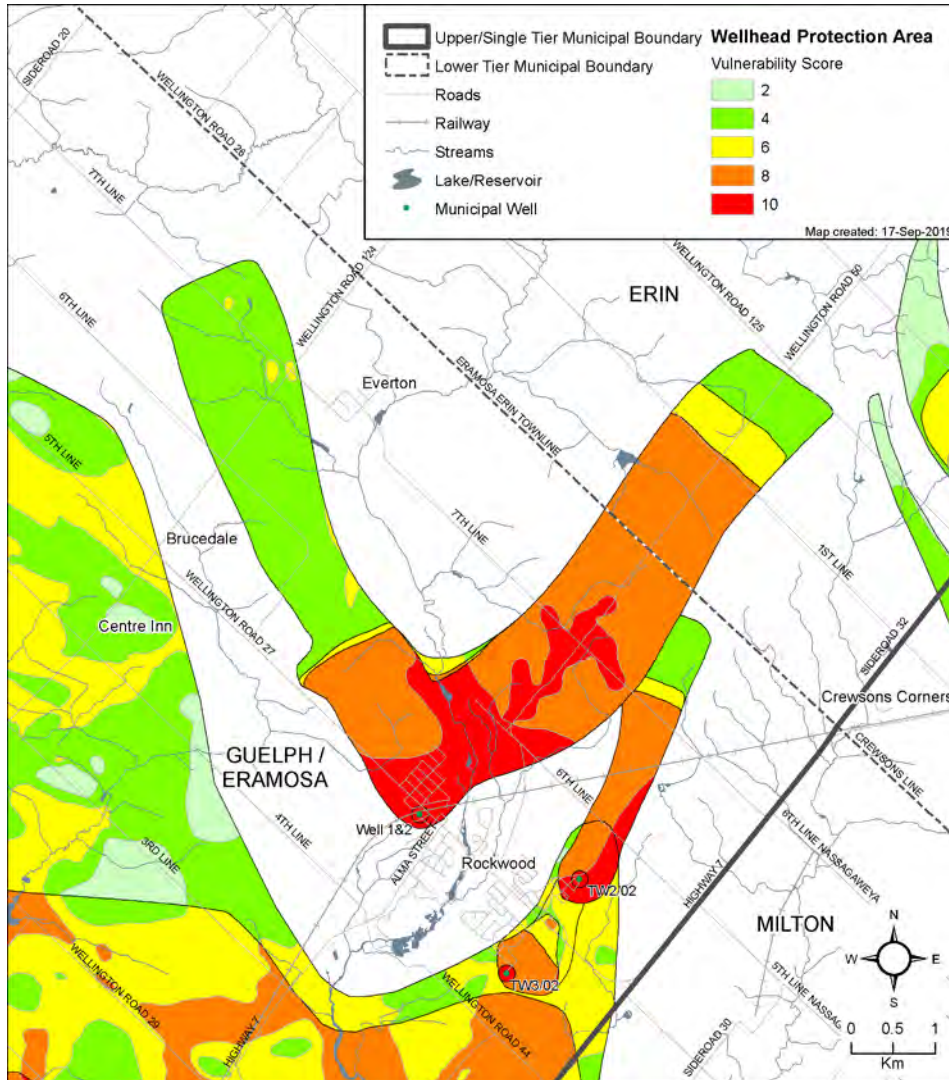 Upper/Single Tier Municipal Boundary
Lower Tier Municipal Boundary
Roads
Railway
Streams
Lake/Reservoir
Municipal Well
Wellhead Protection Area
Vulnerability Score
2
4
6
8
10
Map created: 17-Sep-2019
SIDEROAD 20
WELLINGTON ROAD 26
7TH LINE
WELLINGTON ROAD 124
6TH LINE
ERIN
WELLINGTON ROAD 125
WELLINGTON ROAD 50
ERAMOSA ERIN TOWNLINE
Everton
5TH LINE
7TH LINE
Brucedale
1ST LINE
WELLINGTON ROAD 27
Centre Inn
SIDEROAD 32
Crewsons Corners
GUELPH /
ERAMOSA
CREWSONS LINE
4TH LINE
6TH LINE
Well 1&2
ALMA STREET
3RD LINE
Rockwood
6TH LINE NASSAGAWEYA
HIGHWAY 7
TW2/02
MILTON
TW3/02
WELLINGTON ROAD 29
WELLINGTON ROAD 44
5TH LINE NASSAG
HIGHWAY 7
SIDEROAD 30
N
W
E
S
0
0.5
1
Km